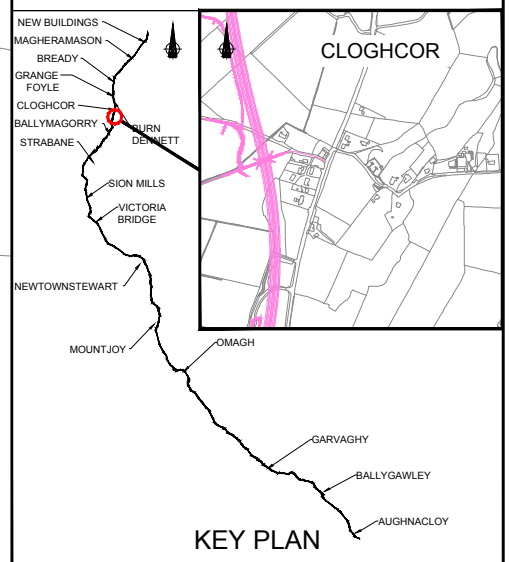 NEW BUILDINGS
MAGHERAMASON
BREADY
GRANGE
FOYLE
CLOGHCOR
BALLYMAGORRY
BURN
DENNETT
STRABANE
SION MILLS
VICTORIA
BRIDGE
NEWTOWNSTEWART
MOUNTJOY
OMAGH
GARVAGHY
BALLYGAWLEY
AUGHNACLOY
CLOGHCOR
KEY PLAN